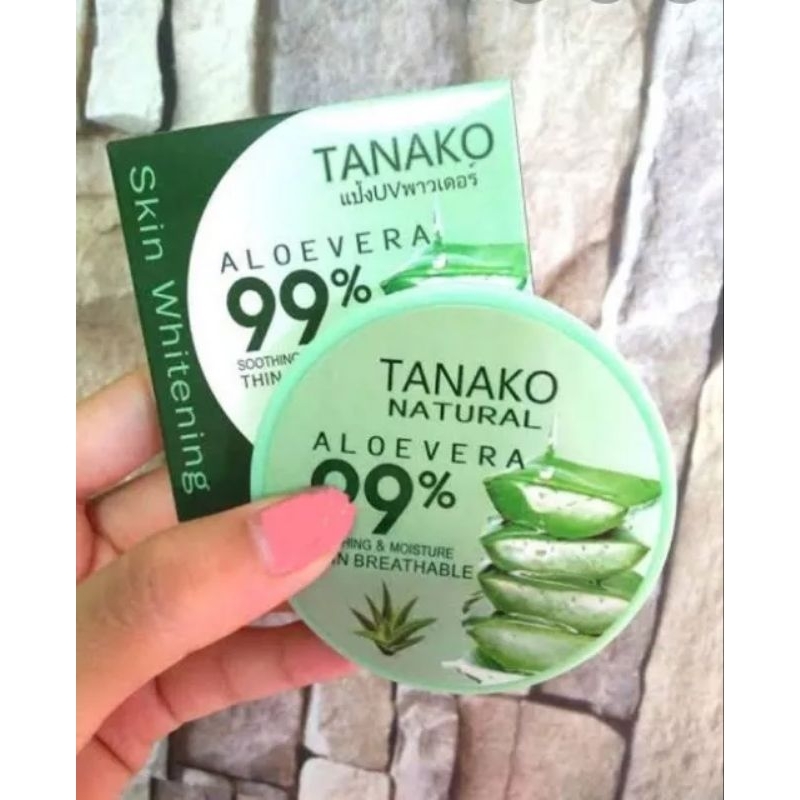 Skin Whitening
TANAKO
แป้งUVพาวเดอร์
ALOEVERA
99%
SOOTHING
THIN
TANAKO
NATURAL
ALOEVERA
99%
& MOISTURE
BREATHABLE